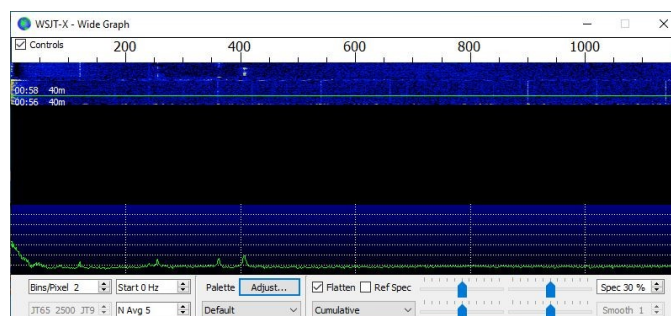 WSJT-X - Wide Graph
Controls 200 400 600 800 1000
00:58 40m
00:56 40m
Bins/Pixel 2 Start 0 Hz Palette Adjust... Flatten Ref Spec Spec 30 %
JT65 2500 JT9 N Avg 5 Default Cumulative Smooth 1